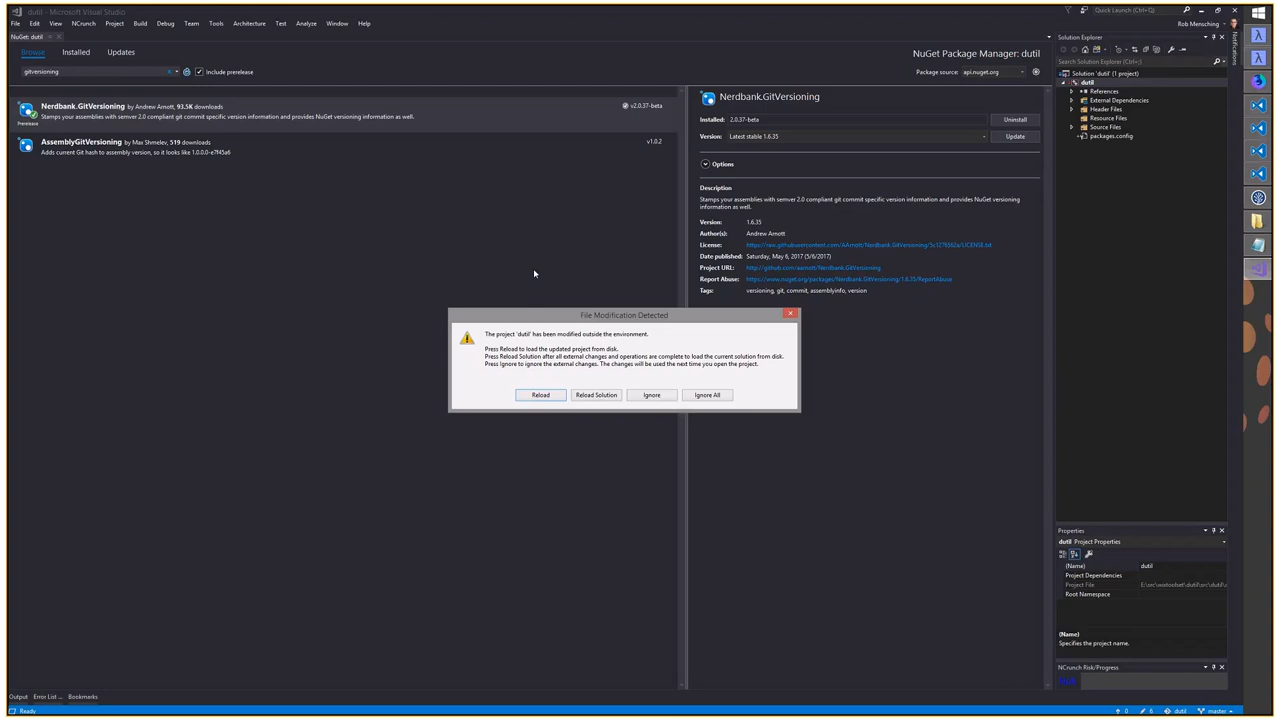 dutil - Microsoft Visual Studio
Quick Launch (Ctrl+Q)
File Edit View NCrunch Project Build Debug Team Tools Architecture Test Analyze Window Help
Rob Mensching
NuGet: dutil
Browse Installed Updates
NuGet Package Manager: dutil
gitversioning
Include prerelease
Package source: api.nuget.org
Nerdbank.GitVersioning by Andrew Arnott, 93.5K downloads
v2.0.37-beta
Stamps your assemblies with semver 2.0 compliant git commit specific version information and provides NuGet versioning information as well.
Prerelease
AssemblyGitVersioning by Max Shmelev, 519 downloads
v1.0.2
Adds current Git hash to assembly version, so it looks like 1.0.0.0-e7f45a6
Nerdbank.GitVersioning
Installed: 2.0.37-beta
Uninstall
Version: Latest stable 1.6.35
Update
Options
Description
Stamps your assemblies with semver 2.0 compliant git commit specific version information and provides NuGet versioning
information as well.
Version: 1.6.35
Author(s): Andrew Arnott
License:
Date published: Saturday, May 6, 2017 (5/6/2017)
Project URL: http://github.com/aarnott/Nerdbank.GitVersioning
Report Abuse: https://www.nuget.org/packages/Nerdbank.GitVersioning/1.6.35/ReportAbuse
Tags: versioning, git, commit, assemblyinfo, version
File Modification Detected
The project 'dutil' has been modified outside the environment.
Press Reload to load the updated project from disk.
Press Reload Solution after all external changes and operations are complete to load the current solution from disk.
Press Ignore to ignore the external changes. The changes will be used the next time you open the project.
Reload
Reload Solution
Ignore
Ignore All
Solution Explorer
Search Solution Explorer (Ctrl+;)
Solution 'dutil' (1 project)
dutil
References
External Dependencies
Header Files
Resource Files
Source Files
packages.config
Notifications
Properties
dutil Project Properties
(Name) dutil
Project Dependencies
Project File E:\src\wixtoolset\dutil\src\dutil\
Root Namespace
(Name)
Specifies the project name.
NCrunch Risk/Progress
Output Error List ... Bookmarks
Ready
0 6 dutil master